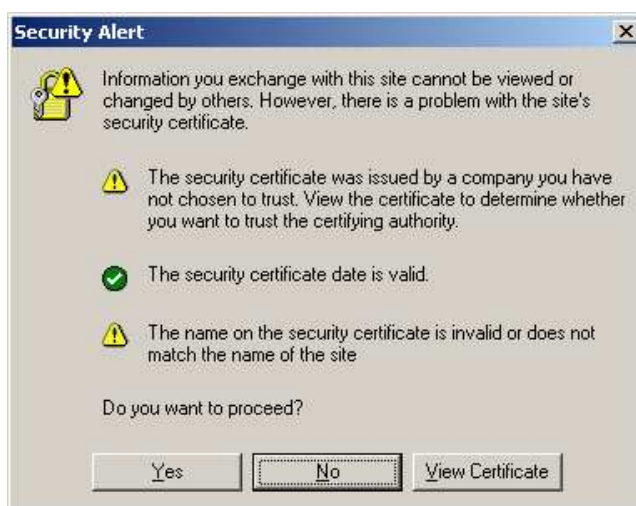 Security Alert
Information you exchange with this site cannot be viewed or
changed by others. However, there is a problem with the site's
security certificate.
The security certificate was issued by a company you have
not chosen to trust. View the certificate to determine whether
you want to trust the certifying authority.
The security certificate date is valid.
The name on the security certificate is invalid or does not
match the name of the site
Do you want to proceed?
Yes No View Certificate